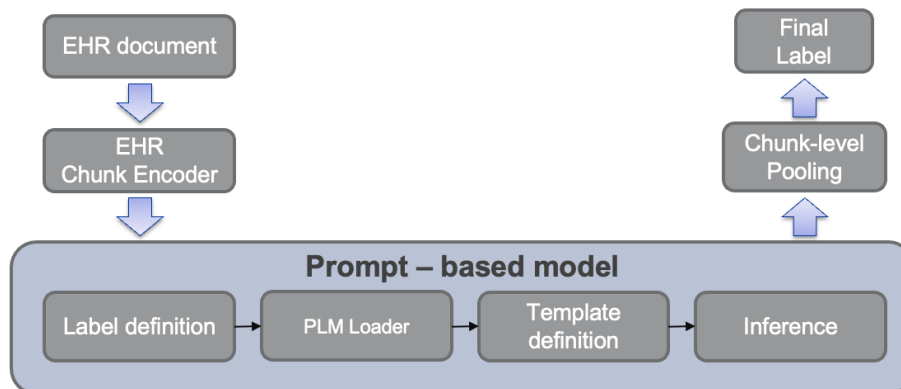 EHR document
EHR
Chunk Encoder
Final
Label
Chunk-level
Pooling
Prompt – based model
Label definition
PLM Loader
Template
definition
Inference